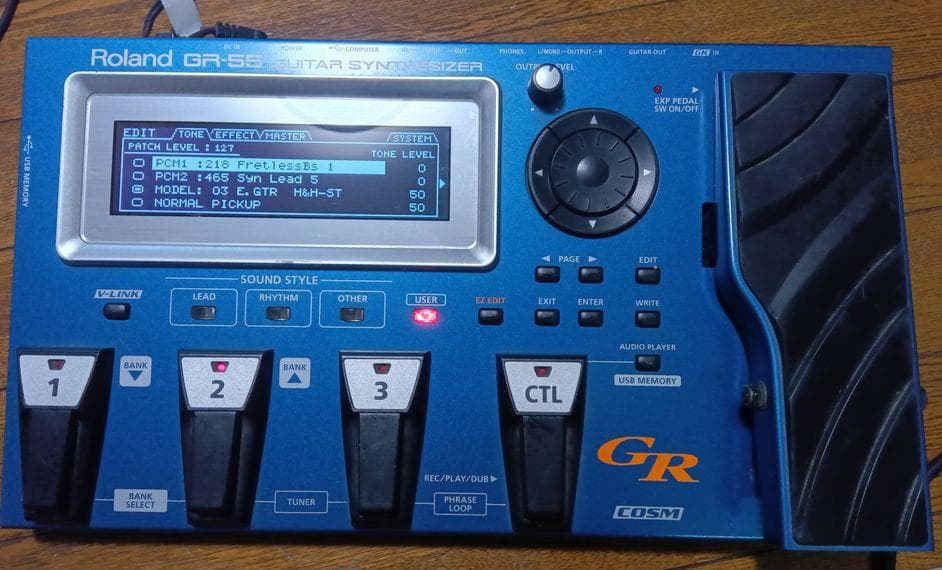 DC IN
POWER
COMPUTER
OUT
PHONES
L/MONO-OUTPUT-R
GUITAR OUT
GK IN
Roland GR-55 GUITAR SYNTHESIZER
OUTPUT LEVEL
EXP PEDAL
SW ON/OFF
USB MEMORY
EDIT TONE EFFECT MASTER SYSTEM
PATCH LEVEL : 127 TONE LEVEL
PCM1 :218 FretlessBs 1 0
PCM2 :465 Syn Lead 5 0
MODEL: 03 E.GTR H&H-ST 50
NORMAL PICKUP 50
PAGE
EDIT
SOUND STYLE
V-LINK
LEAD
RHYTHM
OTHER
USER
EZ EDIT
EXIT
ENTER
WRITE
AUDIO PLAYER
USB MEMORY
1
BANK
2
BANK
3
CTL
GR
REC/PLAY/DUB
BANK
SELECT
TUNER
PHRASE
LOOP
COSM